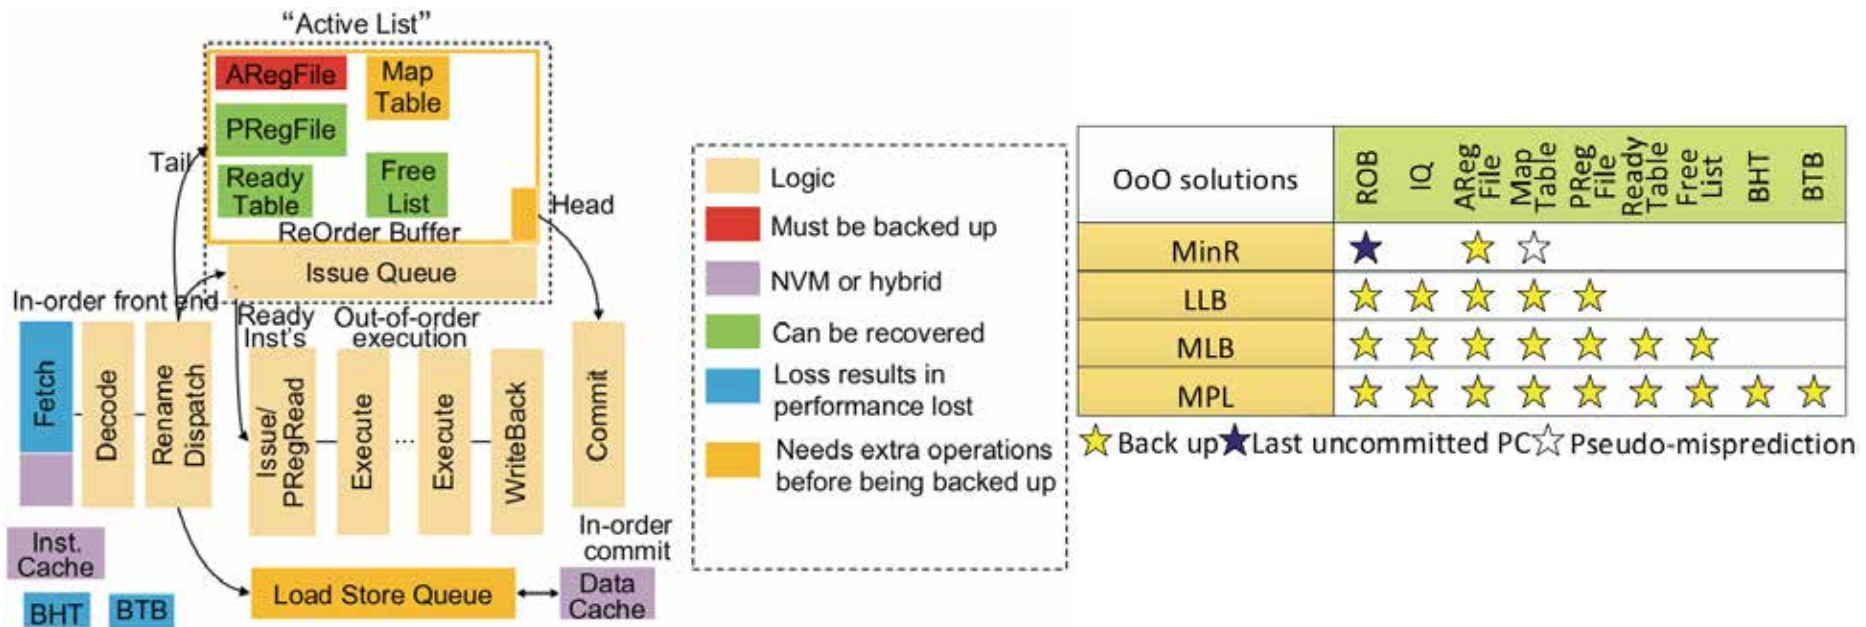 “Active List”
ARegFile
Map
Table
PRegFile
Tail
Ready
Table
Free
List
Head
ReOrder Buffer
Issue Queue
In-order front end
Ready
Inst's
Out-of-order
execution
Fetch
Decode
Rename
Dispatch
Issue/
PRegRead
Execute
...
Execute
WriteBack
Commit
In-order
commit
Inst.
Cache
Load Store Queue
Data
Cache
BHT
BTB
Logic
Must be backed up
NVM or hybrid
Can be recovered
Loss results in
performance lost
Needs extra operations
before being backed up
OoO solutions
ROB
IQ
AReg
File
Map
Table
PReg
File
Ready
Table
Free
List
BHT
BTB
MinR
LLB
MLB
MPL
Back up
Last uncommitted PC
Pseudo-misprediction